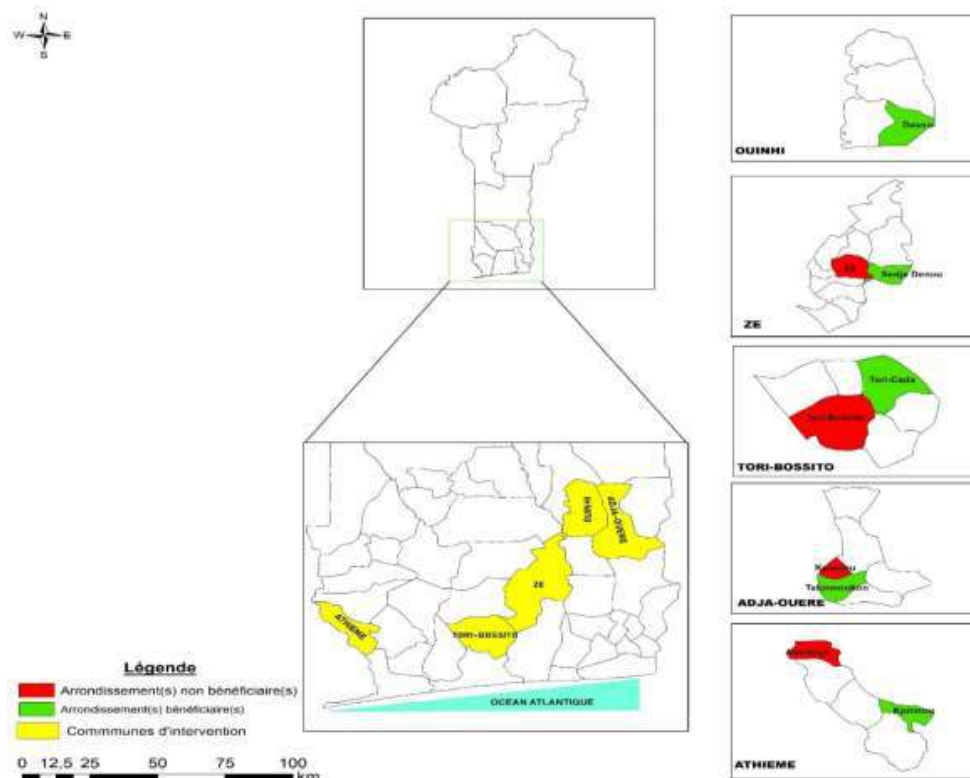 N
W E
S
OUINHI
ZE
Sedje Denou
ZE
Tori-Cada
TORI-BOSSITO
ADJA-OUERE
ATHIEME
OUINHI
ADJA-OUERE
ZE
TORI-BOSSITO
ATHIEME
OCEAN ATLANTIQUE
Légende
Arrondissement(s) non bénéficiaire(s)
Arrondissement(s) bénéficiaire(s)
Commmunes d'intervention
0 12,5 25 50 75 100
km